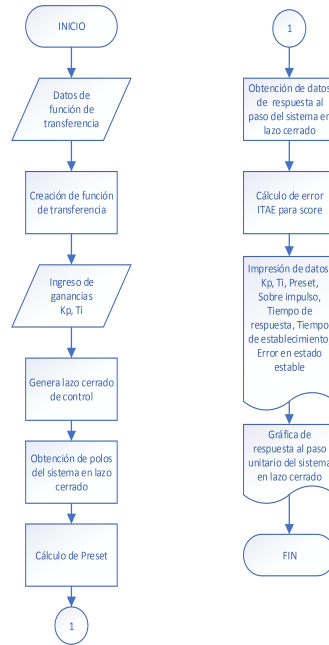 INICIO
Datos de
función de
transferencia
Creación de función
de transferencia
Ingreso de
ganancias
Kp, Ti
Genera lazo cerrado
de control
Obtención de polos
del sistema en lazo
cerrado
Cálculo de Preset
1
1
Obtención de datos
de respuesta al
paso del sistema en
lazo cerrado
Cálculo de error
ITAE para score
Impresión de datos
Kp, Ti, Preset,
Sobre impulso,
Tiempo de
respuesta, Tiempo
de establecimiento
Error en estado
estable
Gráfica de
respuesta al paso
unitario del sistema
en lazo cerrado
FIN